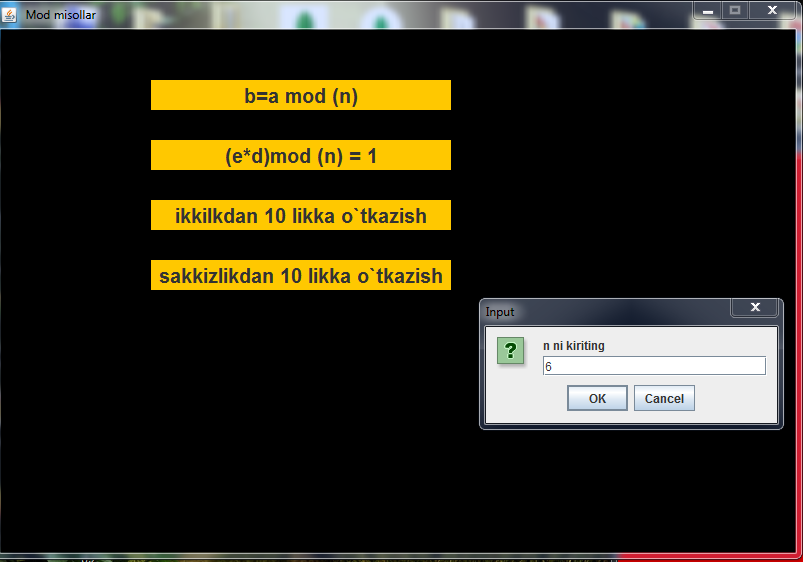 Mod misollar
b=a mod (n)
(e*d)mod (n) = 1
ikkilkdan 10 likka o`tkazish
sakkizlikdan 10 likka o`tkazish
Input
n ni kiriting
6
OK Cancel